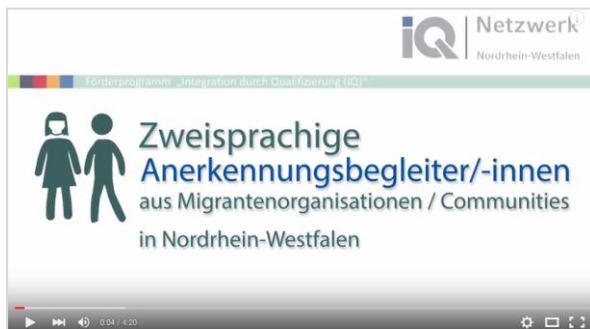 iQ Netzwerk
Nordrhein-Westfalen
Förderprogramm „Integration durch Qualifizierung (IQ)“
Zweisprachige
Anerkennungsbegleiter/-innen
aus Migrantenorganisationen / Communities
in Nordrhein-Westfalen
0:04 / 4:20